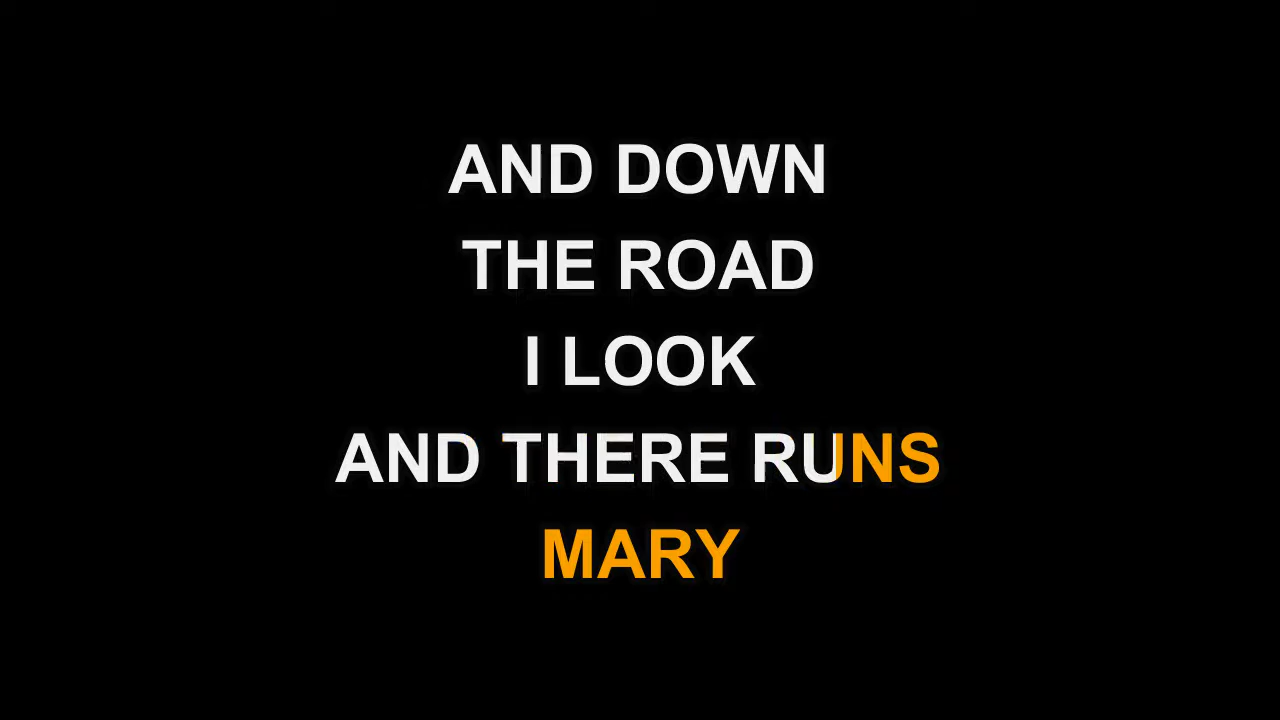 AND DOWN
THE ROAD
I LOOK
AND THERE RUNS
MARY